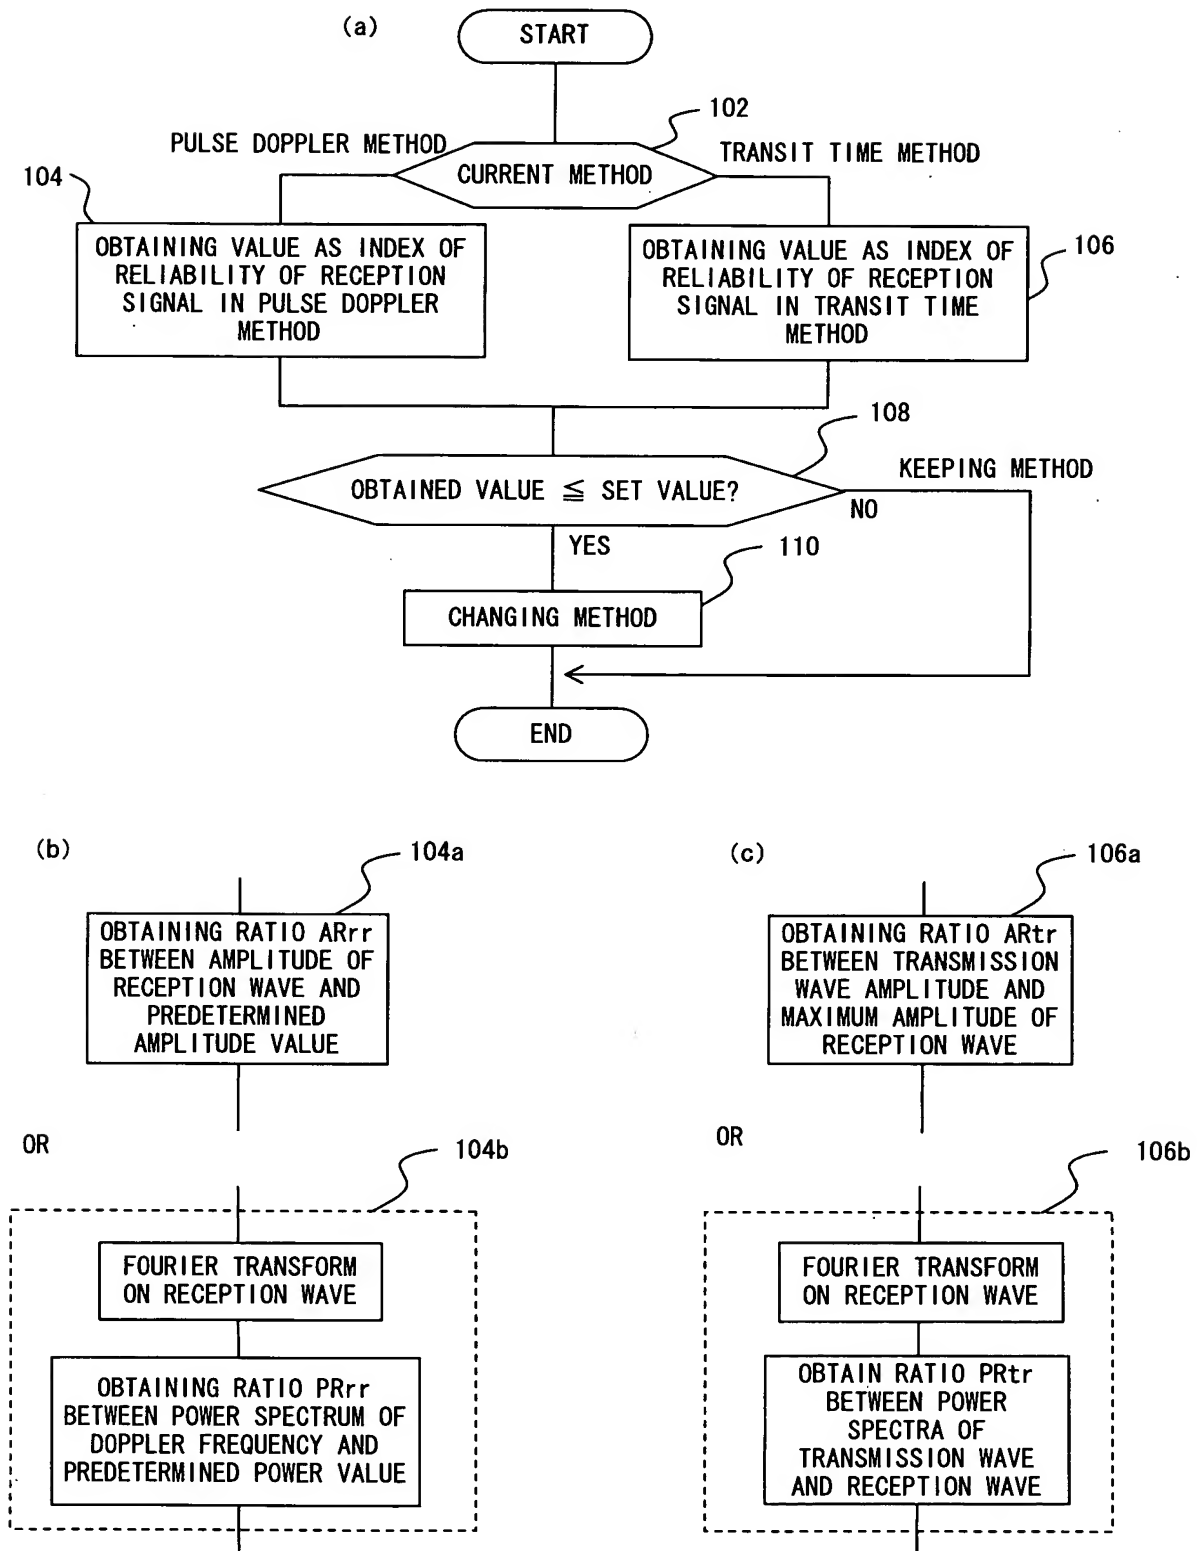 (a)
START
102
PULSE DOPPLER METHOD
TRANSIT TIME METHOD
CURRENT METHOD
104
OBTAINING VALUE AS INDEX OF
RELIABILITY OF RECEPTION
SIGNAL IN PULSE DOPPLER
METHOD
OBTAINING VALUE AS INDEX OF
RELIABILITY OF RECEPTION
SIGNAL IN TRANSIT TIME
METHOD
106
108
KEEPING METHOD
OBTAINED VALUE ≦ SET VALUE?
NO
YES
110
CHANGING METHOD
END
(b)
104a
OBTAINING RATIO ARrr
BETWEEN AMPLITUDE OF
RECEPTION WAVE AND
PREDETERMINED
AMPLITUDE VALUE
OR
104b
FOURIER TRANSFORM
ON RECEPTION WAVE
OBTAINING RATIO PRrr
BETWEEN POWER SPECTRUM OF
DOPPLER FREQUENCY AND
PREDETERMINED POWER VALUE
(c)
106a
OBTAINING RATIO ARtr
BETWEEN TRANSMISSION
WAVE AMPLITUDE AND
MAXIMUM AMPLITUDE OF
RECEPTION WAVE
OR
106b
FOURIER TRANSFORM
ON RECEPTION WAVE
OBTAIN RATIO PRtr
BETWEEN POWER
SPECTRA OF
TRANSMISSION WAVE
AND RECEPTION WAVE